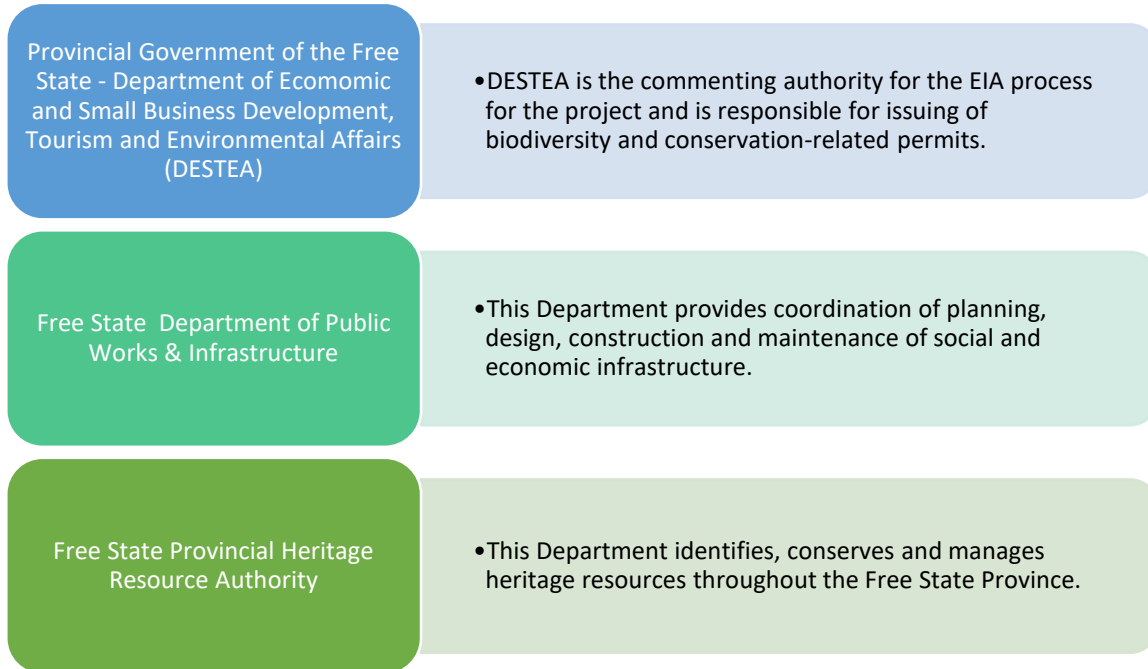 Provincial Government of the Free
State - Department of Ecomomic
and Small Business Development,
Tourism and Environmental Affairs
(DESTEA)
•DESTEA is the commenting authority for the EIA process
for the project and is responsible for issuing of
biodiversity and conservation-related permits.
Free State  Department of Public
Works & Infrastructure
•This Department provides coordination of planning,
design, construction and maintenance of social and
economic infrastructure.
Free State Provincial Heritage
Resource Authority
•This Department identifies, conserves and manages
heritage resources throughout the Free State Province.